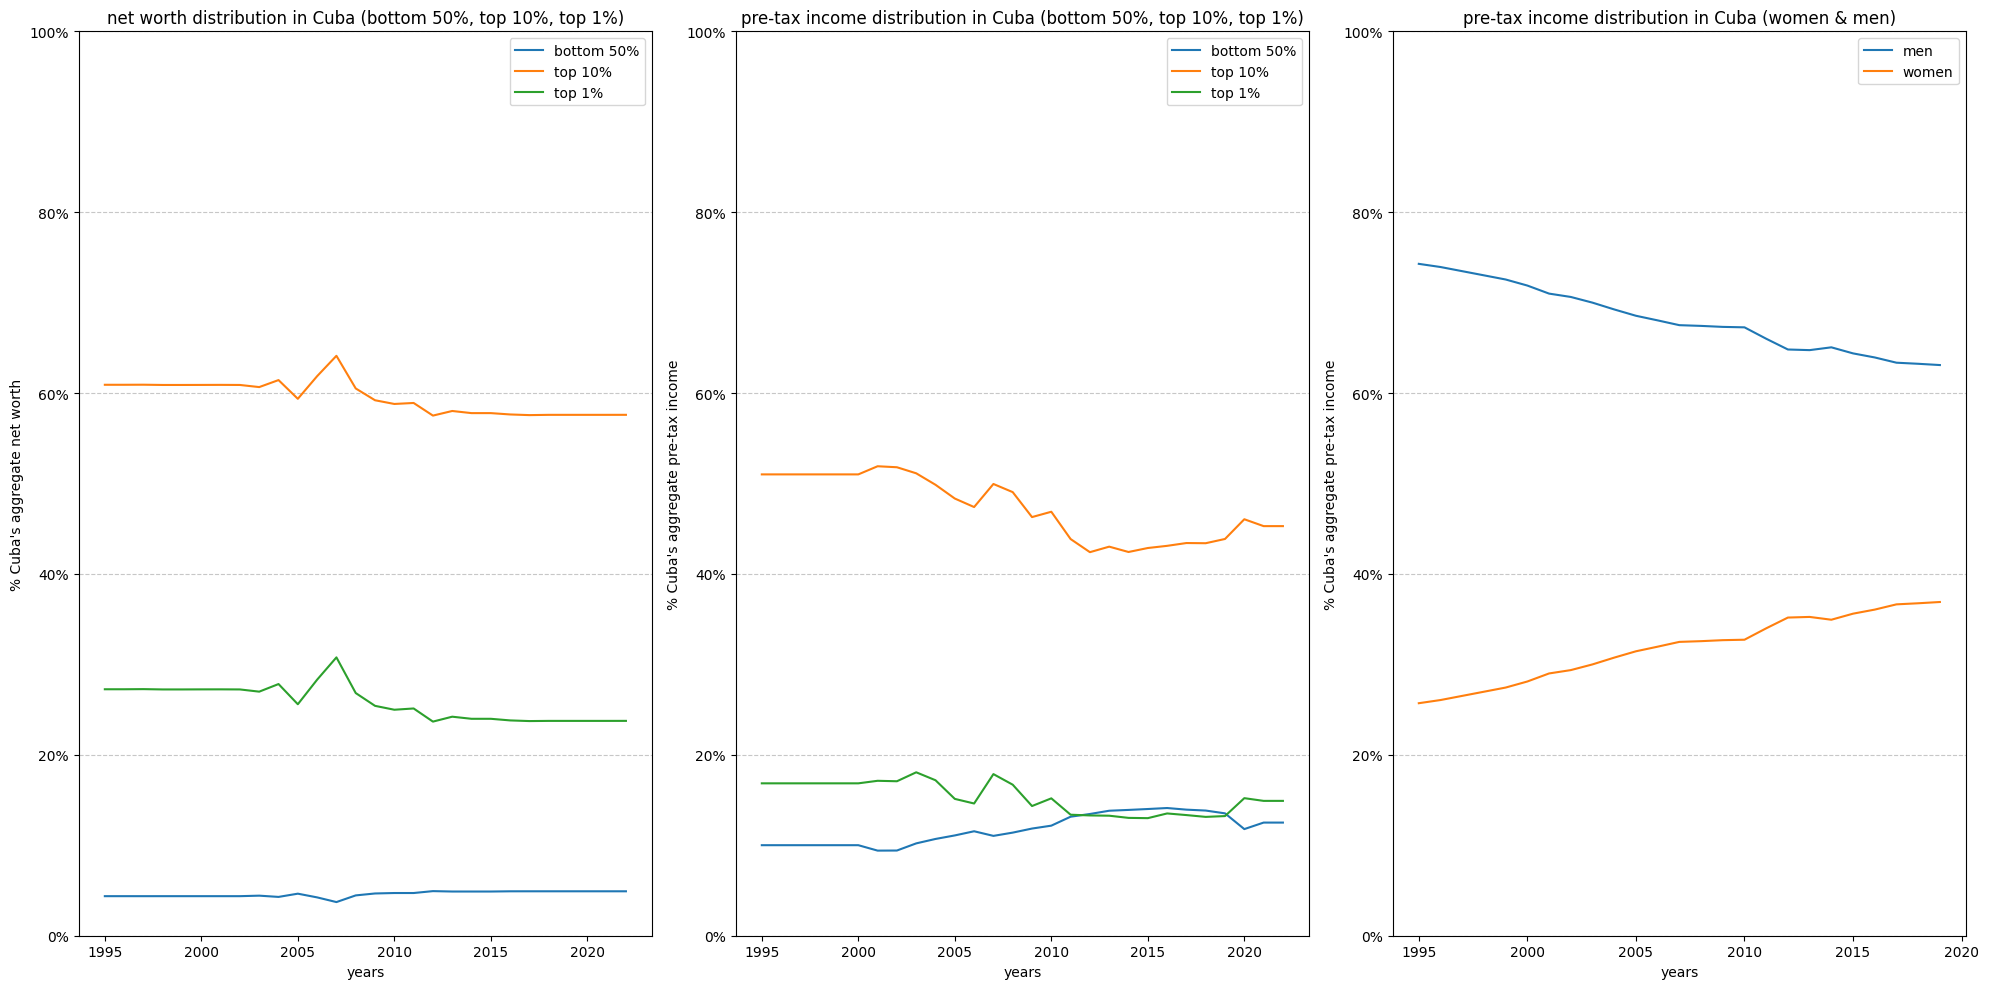 net worth distribution in Cuba (bottom 50%, top 10%, top 1%)
100%
80%
60%
40%
20%
0%
% Cuba's aggregate net worth
bottom 50%
top 10%
top 1%
1995 2000 2005 2010 2015 2020
years
pre-tax income distribution in Cuba (bottom 50%, top 10%, top 1%)
100%
80%
60%
40%
20%
0%
% Cuba's aggregate pre-tax income
bottom 50%
top 10%
top 1%
1995 2000 2005 2010 2015 2020
years
pre-tax income distribution in Cuba (women & men)
100%
80%
60%
40%
20%
0%
% Cuba's aggregate pre-tax income
men
women
1995 2000 2005 2010 2015 2020
years